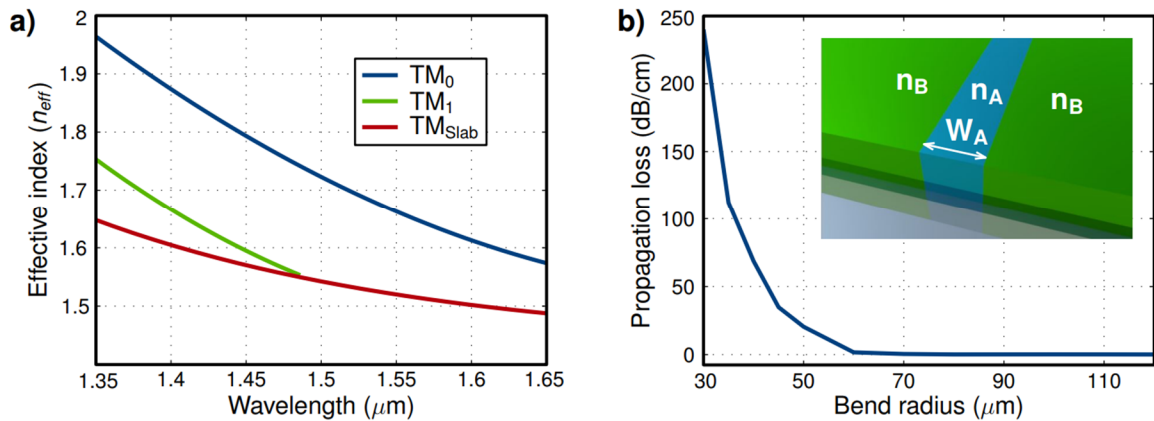 a)
Effective index (neff)
2
1.9
1.8
1.7
1.6
1.5
TM0
TM1
TMSlab
1.35 1.4 1.45 1.5 1.55 1.6 1.65
Wavelength (μm)
b)
Propagation loss (dB/cm)
250
200
150
100
50
0
nB
nA
nB
WA
30 50 70 90 110
Bend radius (μm)